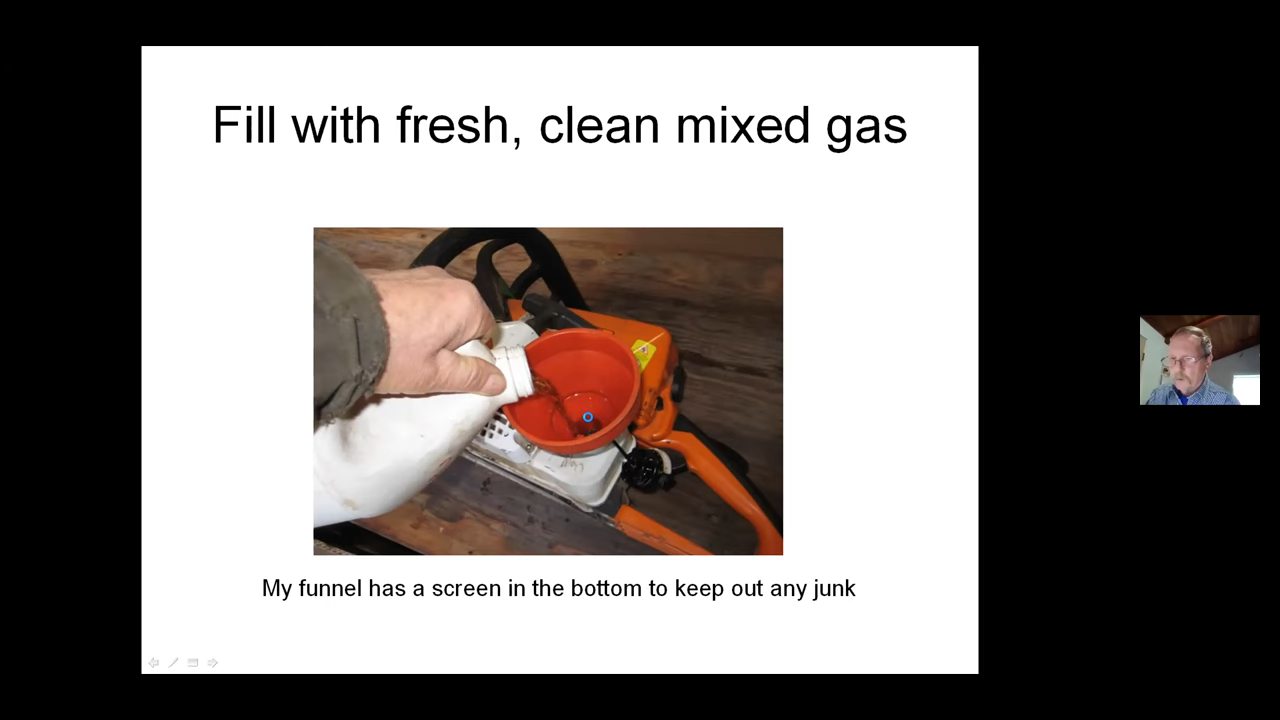 Fill with fresh, clean mixed gas
My funnel has a screen in the bottom to keep out any junk